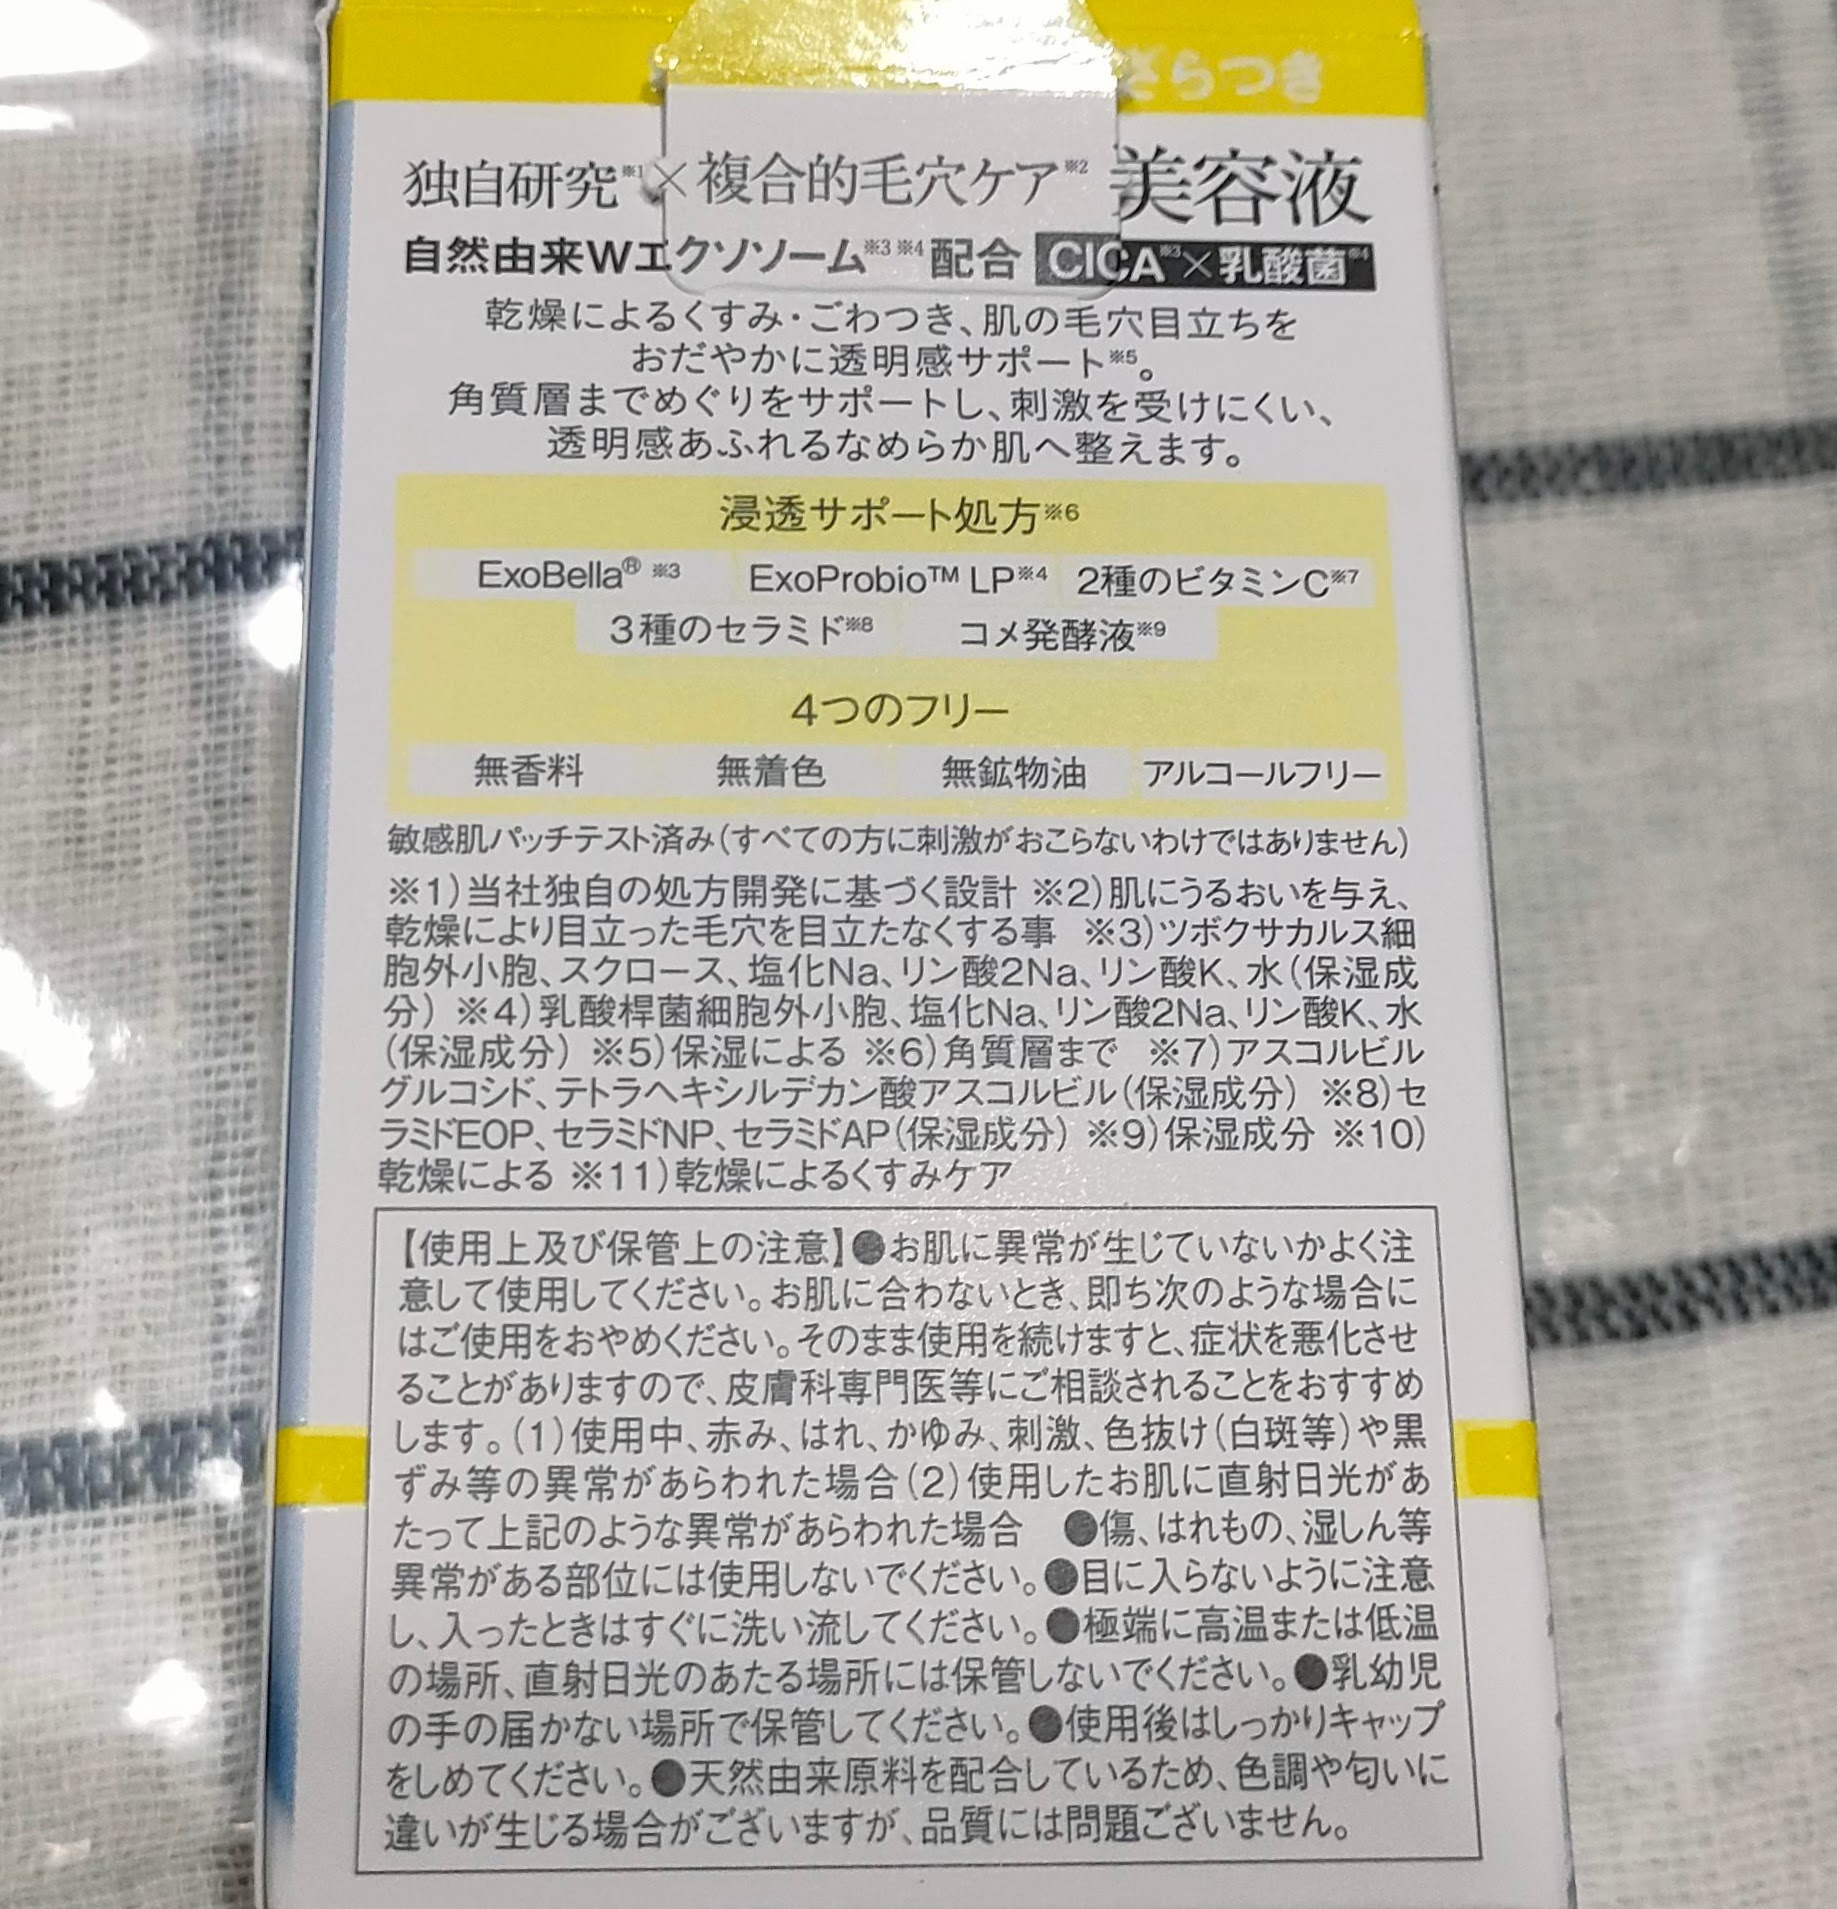 ざらつき
独自研究※1×複合的毛穴ケア※2 美容液
自然由来Wエクソソーム※3 ※4 配合 CICA※3×乳酸菌※4
乾燥によるくすみ・ごわつき、肌の毛穴目立ちを
おだやかに透明感サポート※5。
角質層までめぐりをサポートし、刺激を受けにくい、
透明感あふれるなめらか肌へ整えます。
浸透サポート処方※6
ExoBella® ※3 ExoProbio™ LP※4 2種のビタミンC※7
3種のセラミド※8 コメ発酵液※9
4つのフリー
無香料 無着色 無鉱物油 アルコールフリー
敏感肌パッチテスト済み(すべての方に刺激がおこらないわけではありません)
※1)当社独自の処方開発に基づく設計 ※2)肌にうるおいを与え、
乾燥により目立った毛穴を目立たなくする事 ※3)ツボクサカルス細
胞外小胞、スクロース、塩化Na、リン酸2Na、リン酸K、水(保湿成
分) ※4)乳酸桿菌細胞外小胞、塩化Na、リン酸2Na、リン酸K、水
(保湿成分) ※5)保湿による ※6)角質層まで ※7)アスコルビル
グルコシド、テトラヘキシルデカン酸アスコルビル(保湿成分) ※8)セ
ラミドEOP、セラミドNP、セラミドAP(保湿成分) ※9)保湿成分 ※10)
乾燥による ※11)乾燥によるくすみケア
【使用上及び保管上の注意】●お肌に異常が生じていないかよく注
意して使用してください。お肌に合わないとき、即ち次のような場合に
はご使用をおやめください。そのまま使用を続けますと、症状を悪化させ
ることがありますので、皮膚科専門医等にご相談されることをおすすめ
します。(1)使用中、赤み、はれ、かゆみ、刺激、色抜け(白斑等)や黒
ずみ等の異常があらわれた場合(2)使用したお肌に直射日光があ
たって上記のような異常があらわれた場合 ●傷、はれもの、湿しん等
異常がある部位には使用しないでください。●目に入らないように注意
し、入ったときはすぐに洗い流してください。●極端に高温または低温
の場所、直射日光のあたる場所には保管しないでください。●乳幼児
の手の届かない場所で保管してください。●使用後はしっかりキャップ
をしめてください。●天然由来原料を配合しているため、色調や匂いに
違いが生じる場合がございますが、品質には問題ございません。